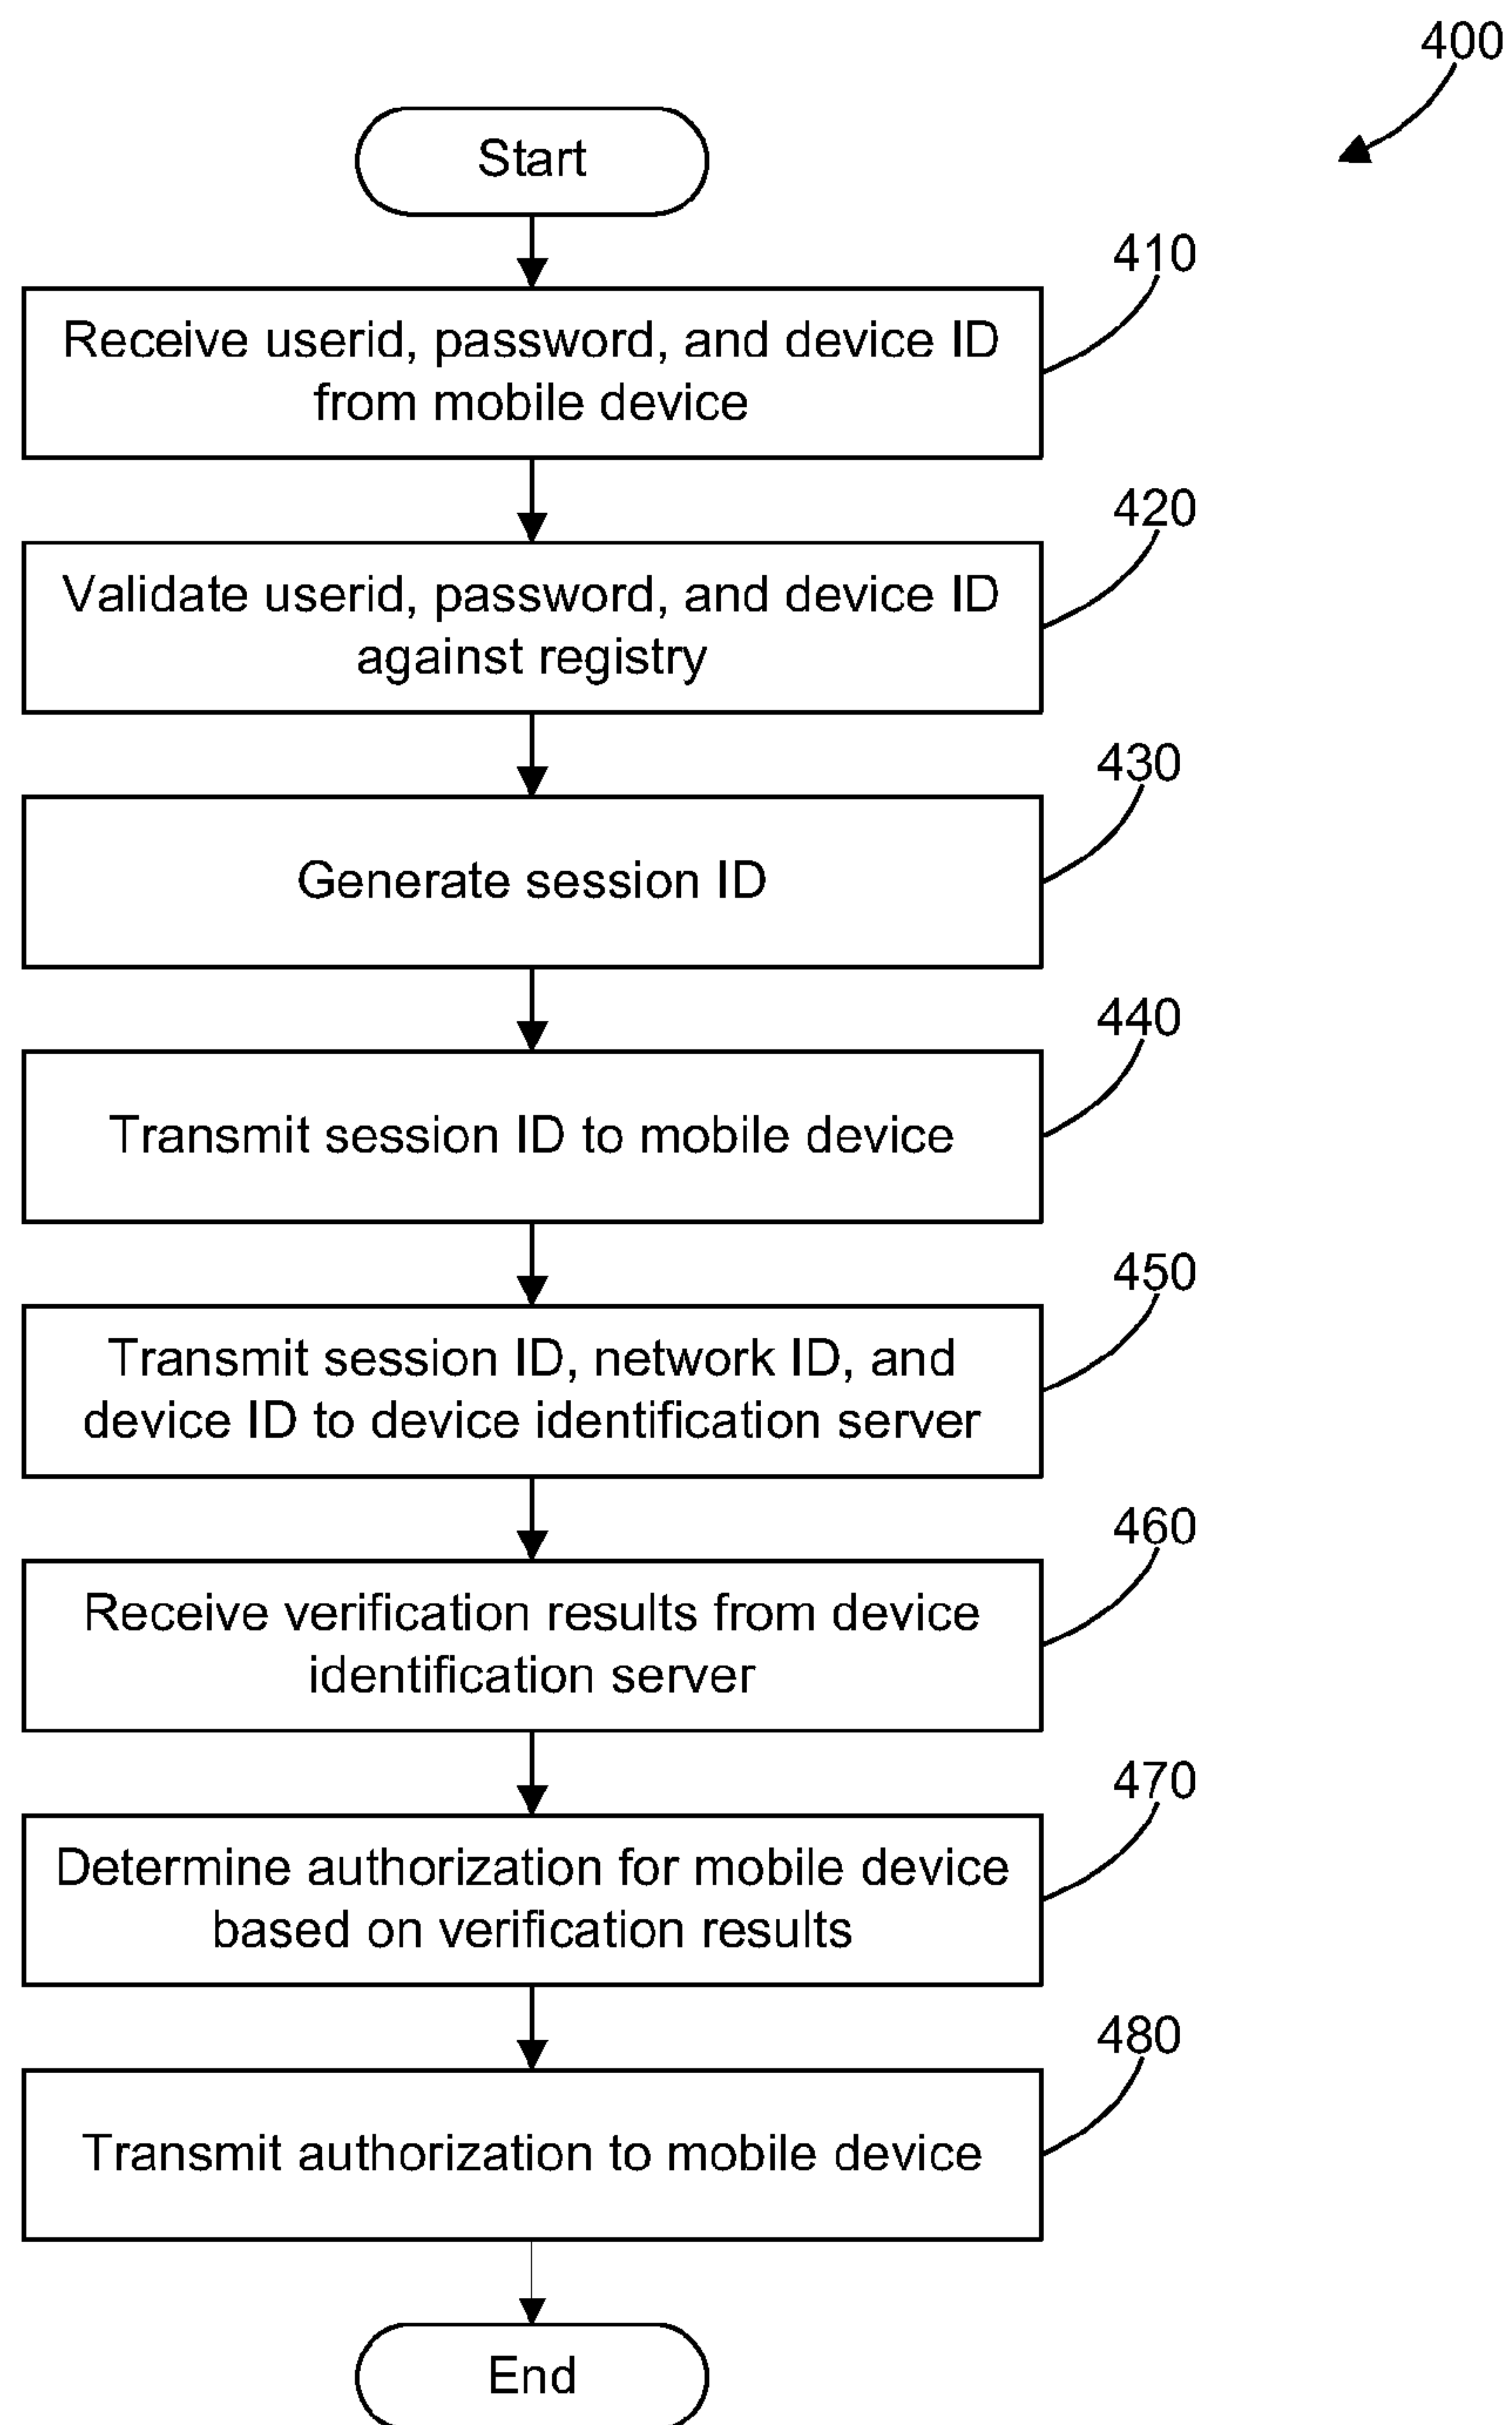 400
Start
410
Receive userid, password, and device ID
from mobile device
420
Validate userid, password, and device ID
against registry
430
Generate session ID
440
Transmit session ID to mobile device
450
Transmit session ID, network ID, and
device ID to device identification server
460
Receive verification results from device
identification server
470
Determine authorization for mobile device
based on verification results
480
Transmit authorization to mobile device
End